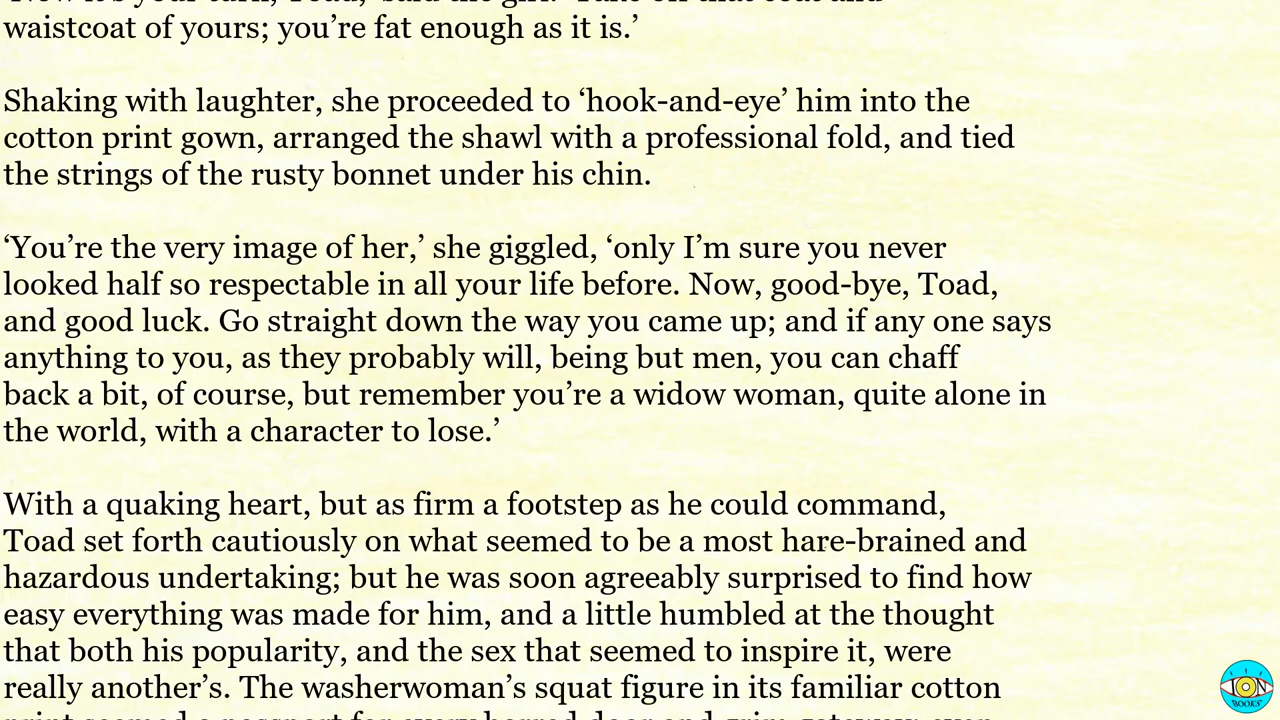 waistcoat of yours; you’re fat enough as it is.’
Shaking with laughter, she proceeded to ‘hook-and-eye’ him into the
cotton print gown, arranged the shawl with a professional fold, and tied
the strings of the rusty bonnet under his chin.
‘You’re the very image of her,’ she giggled, ‘only I’m sure you never
looked half so respectable in all your life before. Now, good-bye, Toad,
and good luck. Go straight down the way you came up; and if any one says
anything to you, as they probably will, being but men, you can chaff
back a bit, of course, but remember you’re a widow woman, quite alone in
the world, with a character to lose.’
With a quaking heart, but as firm a footstep as he could command,
Toad set forth cautiously on what seemed to be a most hare-brained and
hazardous undertaking; but he was soon agreeably surprised to find how
easy everything was made for him, and a little humbled at the thought
that both his popularity, and the sex that seemed to inspire it, were
really another’s. The washerwoman’s squat figure in its familiar cotton
ION
BOOKS